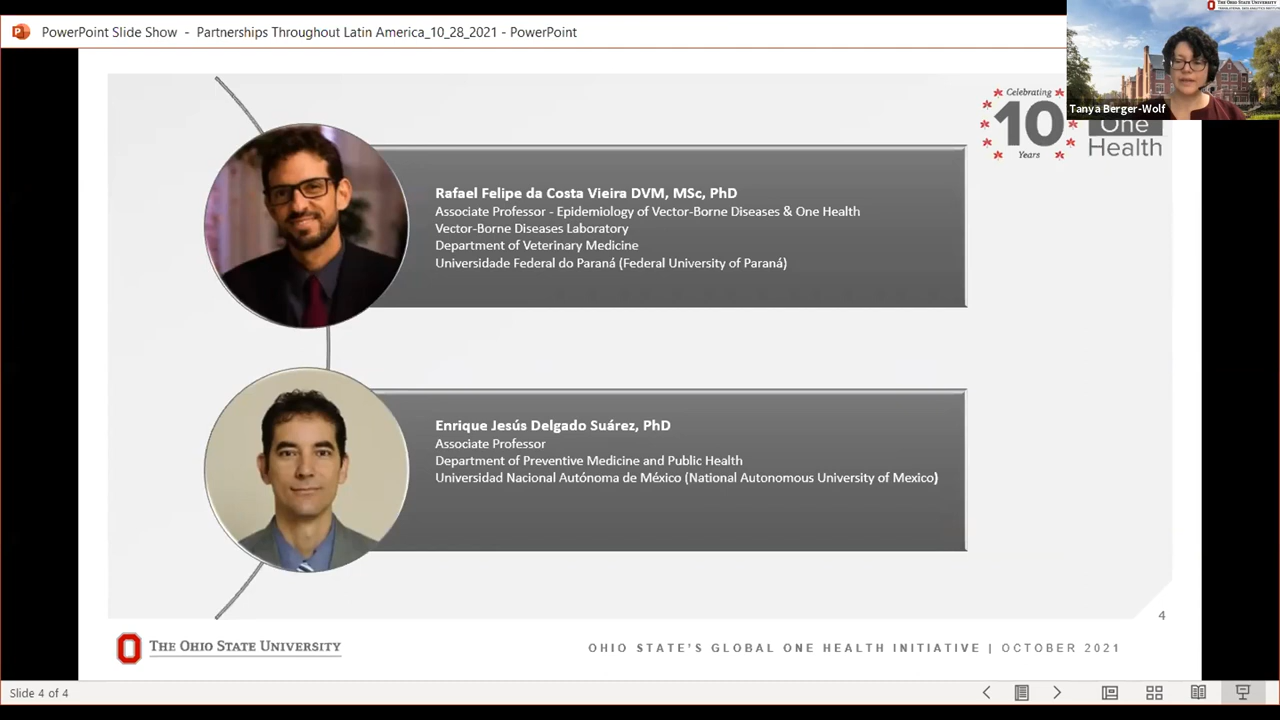 PowerPoint Slide Show - Partnerships Throughout Latin America_10_28_2021 - PowerPoint
THE OHIO STATE UNIVERSITY
Tanya Berger-Wolf
Celebrating
10
Years
One
Health
Rafael Felipe da Costa Vieira DVM, MSc, PhD
Associate Professor - Epidemiology of Vector-Borne Diseases & One Health
Vector-Borne Diseases Laboratory
Department of Veterinary Medicine
Universidade Federal do Paraná (Federal University of Paraná)
Enrique Jesús Delgado Suárez, PhD
Associate Professor
Department of Preventive Medicine and Public Health
Universidad Nacional Autónoma de México (National Autonomous University of Mexico)
4
THE OHIO STATE UNIVERSITY
OHIO STATE'S GLOBAL ONE HEALTH INITIATIVE | OCTOBER 2021
Slide 4 of 4